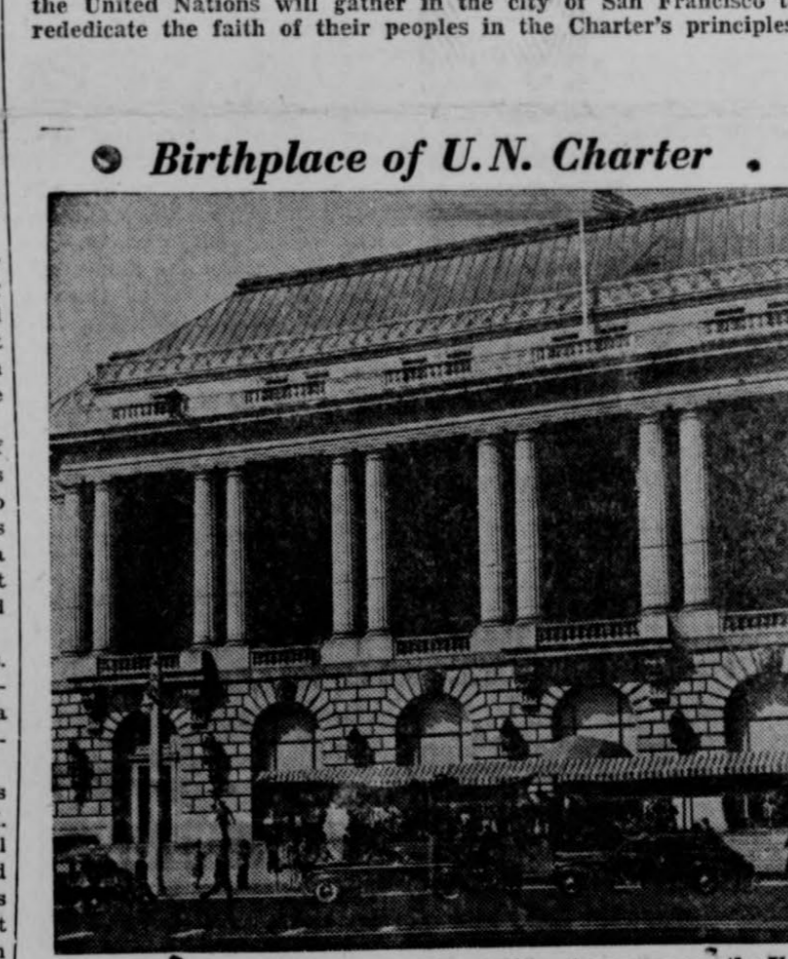 the United Nations will gather in the city of San Francisco
rededicate the faith of their peoples in the Charter's principles
Birthplace of U.N. Charter